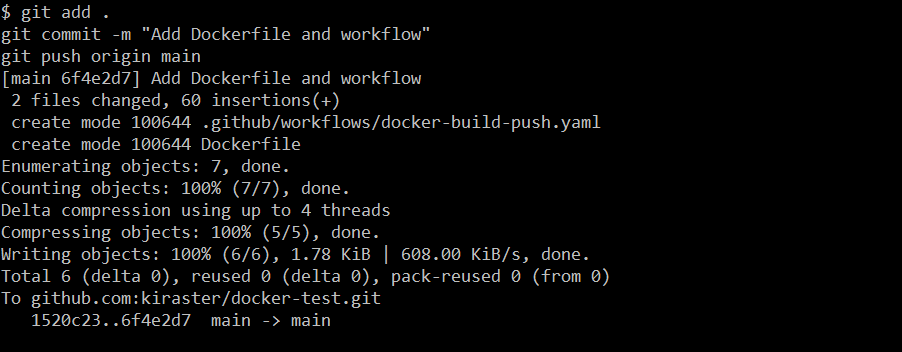 $ git add .
git commit -m "Add Dockerfile and workflow"
git push origin main
[main 6f4e2d7] Add Dockerfile and workflow
 2 files changed, 60 insertions(+)
 create mode 100644 .github/workflows/docker-build-push.yaml
 create mode 100644 Dockerfile
Enumerating objects: 7, done.
Counting objects: 100% (7/7), done.
Delta compression using up to 4 threads
Compressing objects: 100% (5/5), done.
Writing objects: 100% (6/6), 1.78 KiB | 608.00 KiB/s, done.
Total 6 (delta 0), reused 0 (delta 0), pack-reused 0 (from 0)
To github.com:kiraster/docker-test.git
   1520c23..6f4e2d7  main -> main